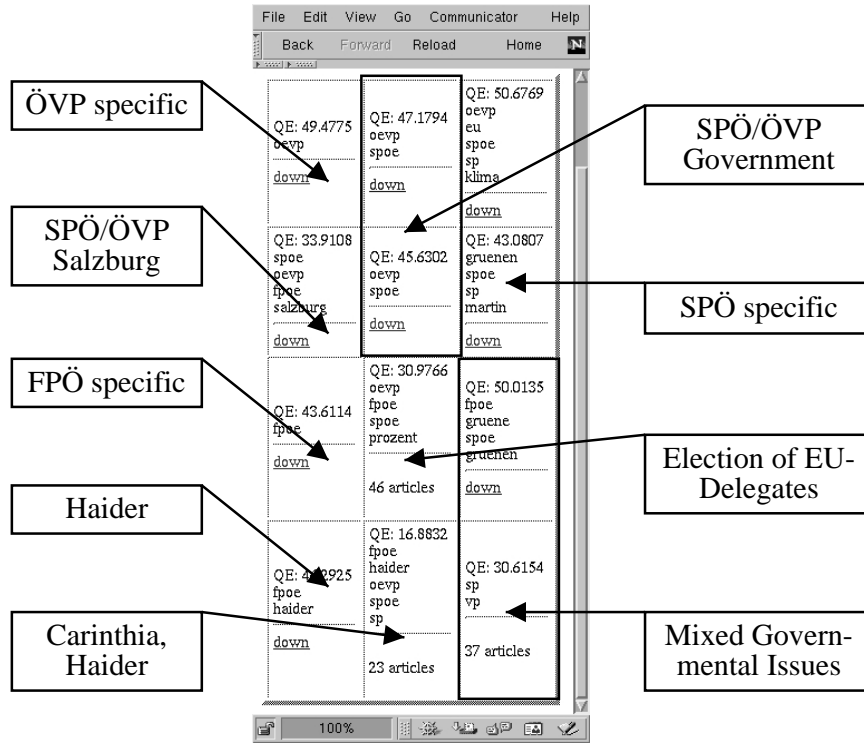 File Edit View Go Communicator Help
Back Forward Reload Home N
ÖVP specific
SPÖ/ÖVP
Salzburg
FPÖ specific
Haider
Carinthia,
Haider
QE: 49.4775
oevp
down
QE: 47.1794
oevp
spoe
down
QE: 50.6769
oevp
eu
spoe
sp
klima
down
QE: 33.9108
spoe
oevp
fpoe
salzburg
down
QE: 45.6302
oevp
spoe
down
QE: 43.0807
gruenen
spoe
sp
martin
down
QE: 43.6114
fpoe
down
QE: 30.9766
oevp
fpoe
spoe
prozent
46 articles
QE: 50.0135
fpoe
gruene
spoe
gruenen
down
QE:
fpoe
haider
down
QE: 16.8832
fpoe
haider
oevp
spoe
sp
23 articles
QE: 30.6154
sp
vp
37 articles
SPÖ/ÖVP
Government
SPÖ specific
Election of EU-
Delegates
Mixed Govern-
mental Issues
100%